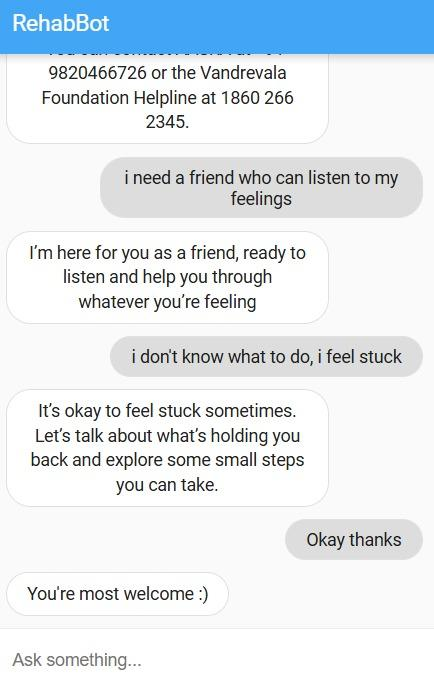 RehabBot
9820466726 or the Vandrevala
Foundation Helpline at 1860 266
2345.
i need a friend who can listen to my
feelings
I'm here for you as a friend, ready to
listen and help you through
whatever you're feeling
i don't know what to do, i feel stuck
It's okay to feel stuck sometimes.
Let's talk about what's holding you
back and explore some small steps
you can take.
Okay thanks
You're most welcome :)
Ask something...